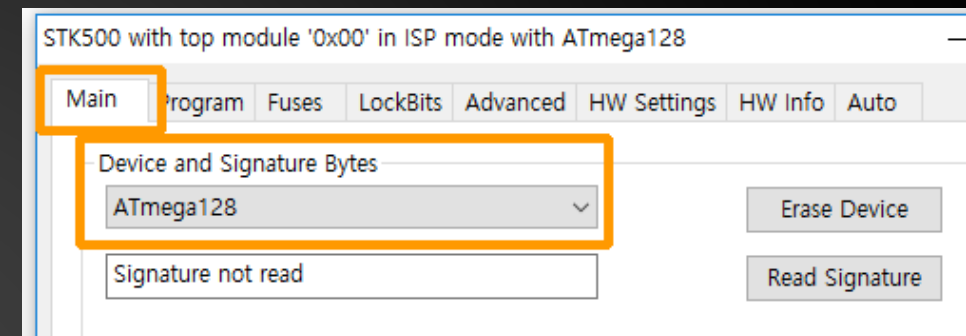 STK500 with top module '0x00' in ISP mode with ATmega128
Main Program Fuses LockBits Advanced HW Settings HW Info Auto
Device and Signature Bytes
ATmega128 Erase Device
Signature not read Read Signature